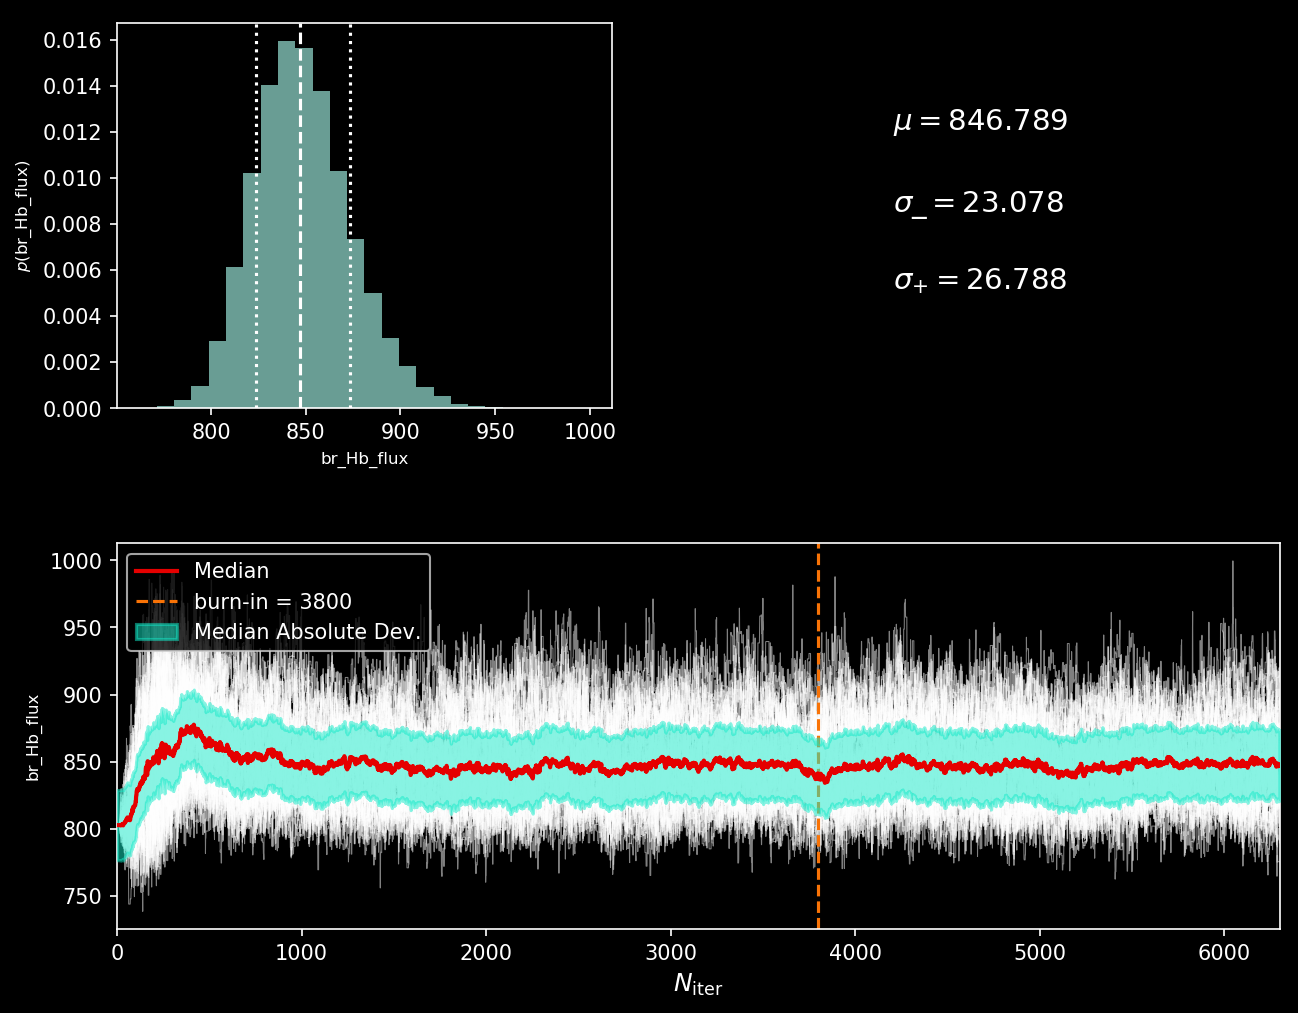 0.016
0.014
0.012
0.010
0.008
0.006
0.004
0.002
0.000
p(br_Hb_flux)
800 850 900 950 1000
br_Hb_flux
μ = 846.789
σ₋ = 23.078
σ₊ = 26.788
1000
950
900
850
800
750
br_Hb_flux
Median
burn-in = 3800
Median Absolute Dev.
0 1000 2000 3000 4000 5000 6000
N_iter